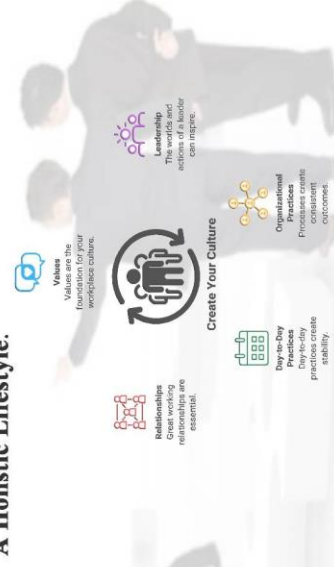 A Holistic Lifestyle.
Values
Values are the
foundation for your
workplace culture.
Relationships
Great working
relationships are
essential.
Leadership
The worlds and
actions of a leader
can inspire.
Create Your Culture
Day-to-Day
Practices
Day-to-day
practices create
stability.
Organizational
Practices
Processes create
consistent
outcomes.